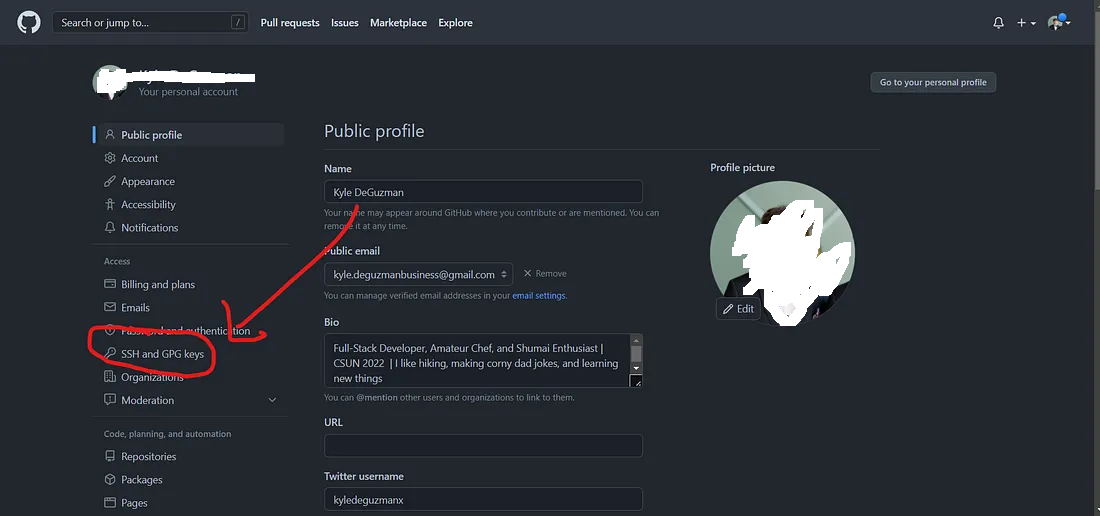 Search or jump to... /
Pull requests
Issues
Marketplace
Explore
Your personal account
Go to your personal profile
Public profile
Account
Appearance
Accessibility
Notifications
Access
Billing and plans
Emails
Password and authentication
SSH and GPG keys
Organizations
Moderation
Code, planning, and automation
Repositories
Packages
Pages
Public profile
Name
Kyle DeGuzman
Your name may appear around GitHub where you contribute or are mentioned. You can
remove it at any time.
Public email
kyle.deguzmanbusiness@gmail.com
Remove
You can manage verified email addresses in your email settings.
Bio
Full-Stack Developer, Amateur Chef, and Shumai Enthusiast |
CSUN 2022 | I like hiking, making corny dad jokes, and learning
new things
You can @mention other users and organizations to link to them.
URL
Twitter username
kyledeguzmanx
Profile picture
Edit